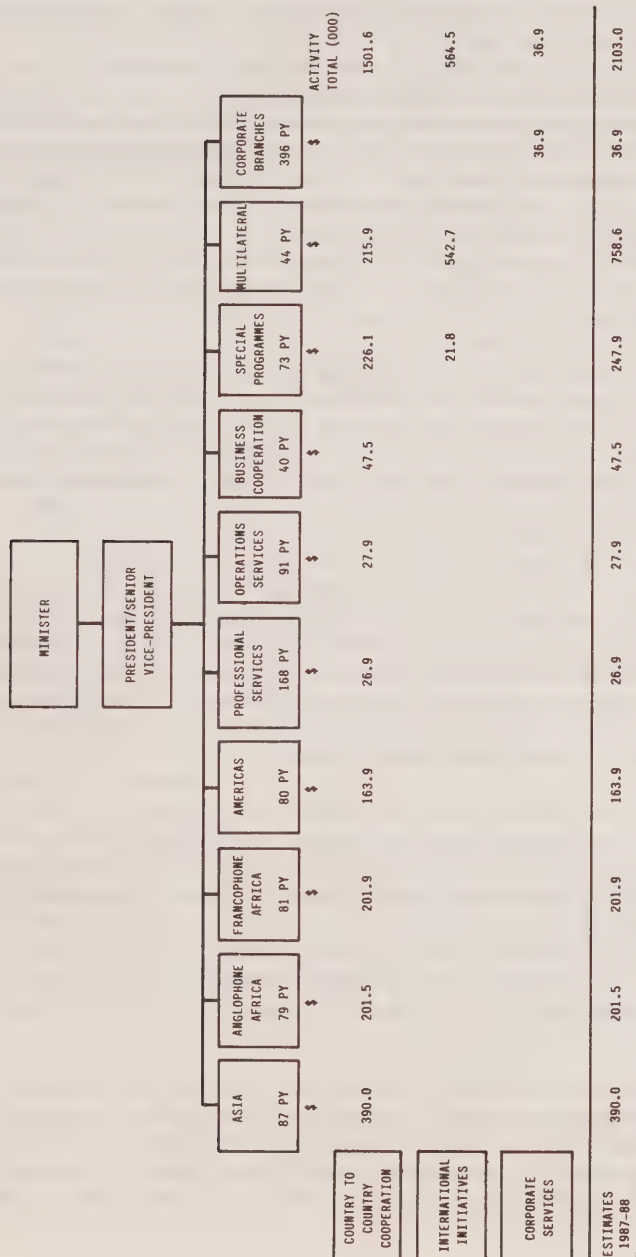 MINISTER
PRESIDENT/SENIOR
VICE-PRESIDENT
ASIA
87 PY
ANGLOPHONE
AFRICA
79 PY
FRANCOPHONE
AFRICA
81 PY
AMERICAS
80 PY
PROFESSIONAL
SERVICES
168 PY
OPERATIONS
SERVICES
91 PY
BUSINESS
COOPERATION
40 PY
SPECIAL
PROGRAMMES
73 PY
MULTILATERAL
44 PY
CORPORATE
BRANCHES
396 PY
$ $ $ $ $ $ $ $ $ $ ACTIVITY
TOTAL (000)
COUNTRY TO
COUNTRY
COOPERATION
390.0 201.5 201.9 163.9 26.9 27.9 47.5 226.1 215.9 1501.6
INTERNATIONAL
INITIATIVES
21.8 542.7 564.5
CORPORATE
SERVICES
36.9 36.9
ESTIMATES
1987-88
390.0 201.5 201.9 163.9 26.9 27.9 47.5 247.9 758.6 36.9 2103.0